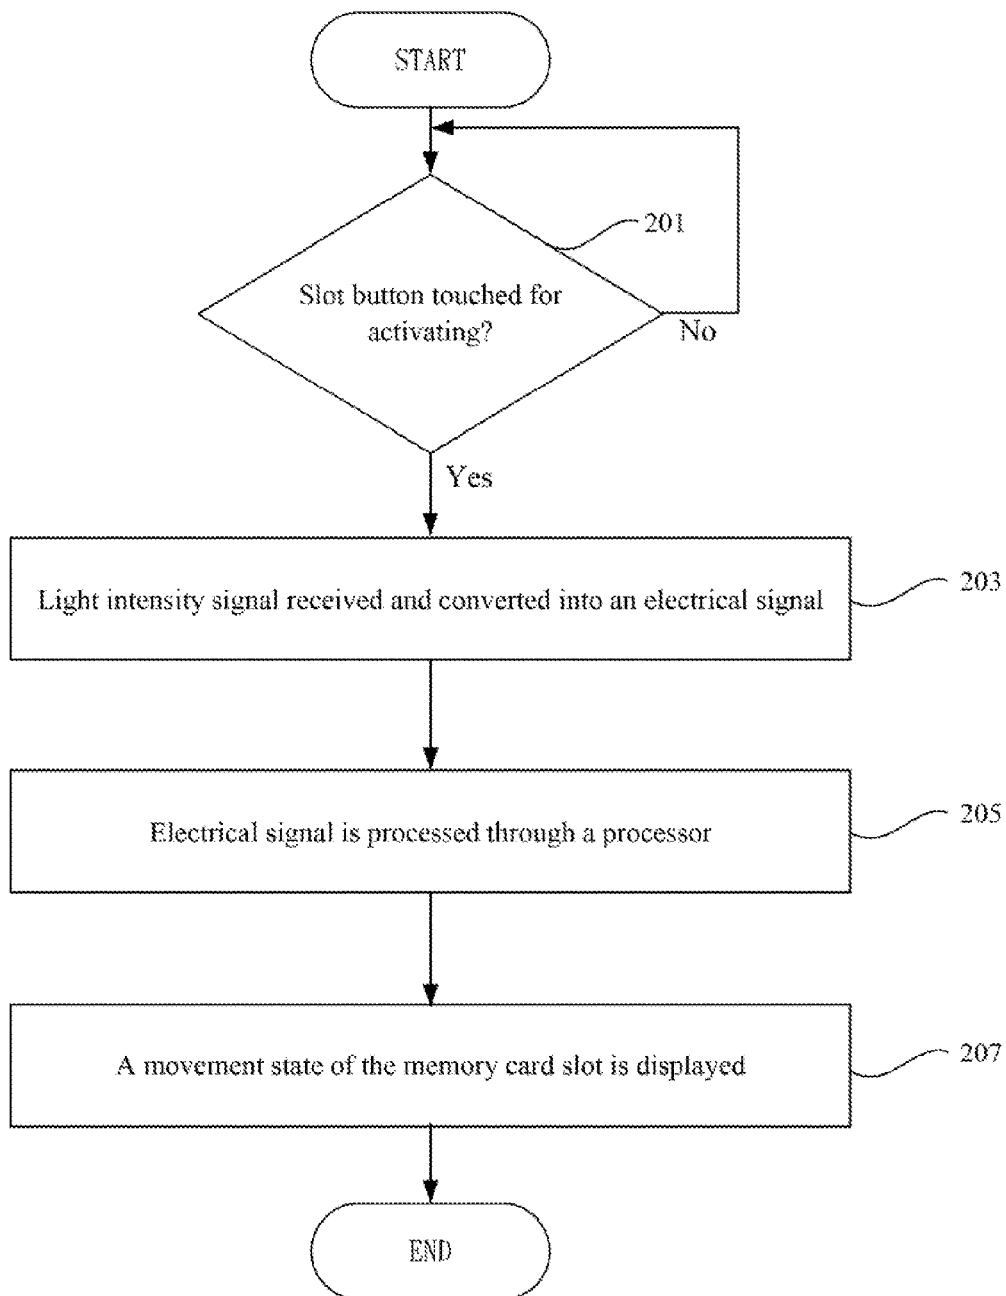 START
201
Slot button touched for
activating?
No
Yes
Light intensity signal received and converted into an electrical signal
203
Electrical signal is processed through a processor
205
A movement state of the memory card slot is displayed
207
END